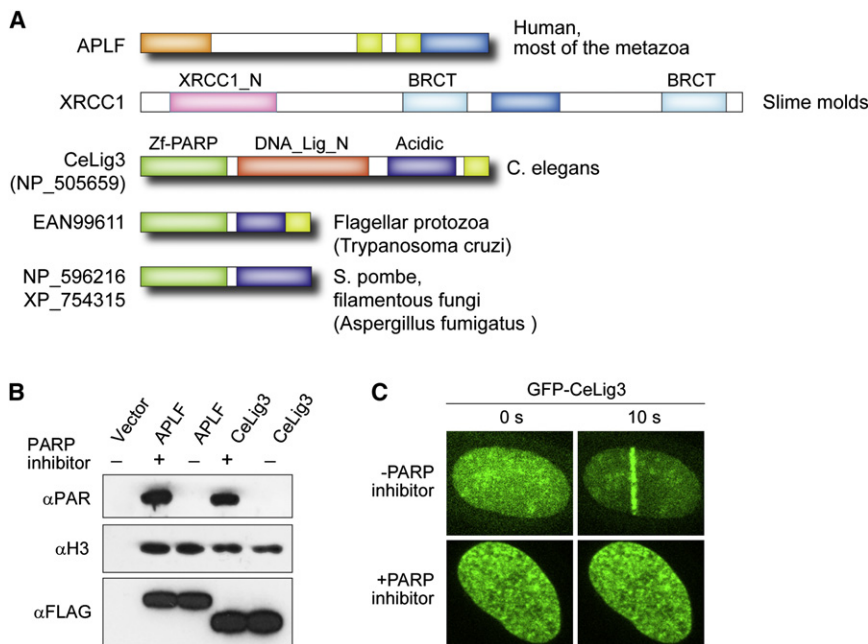 A
APLF
Human,
most of the metazoa
XRCC1_N
BRCT
BRCT
XRCC1
Slime molds
Zf-PARP
DNA_Lig_N
Acidic
CeLig3
(NP_505659)
C. elegans
EAN99611
Flagellar protozoa
(Trypanosoma cruzi)
NP_596216
XP_754315
S. pombe,
filamentous fungi
(Aspergillus fumigatus )
B
Vector
APLF
APLF
CeLig3
CeLig3
PARP
inhibitor
– + – + –
αPAR
αH3
αFLAG
C
GFP-CeLig3
0 s
10 s
-PARP
inhibitor
+PARP
inhibitor